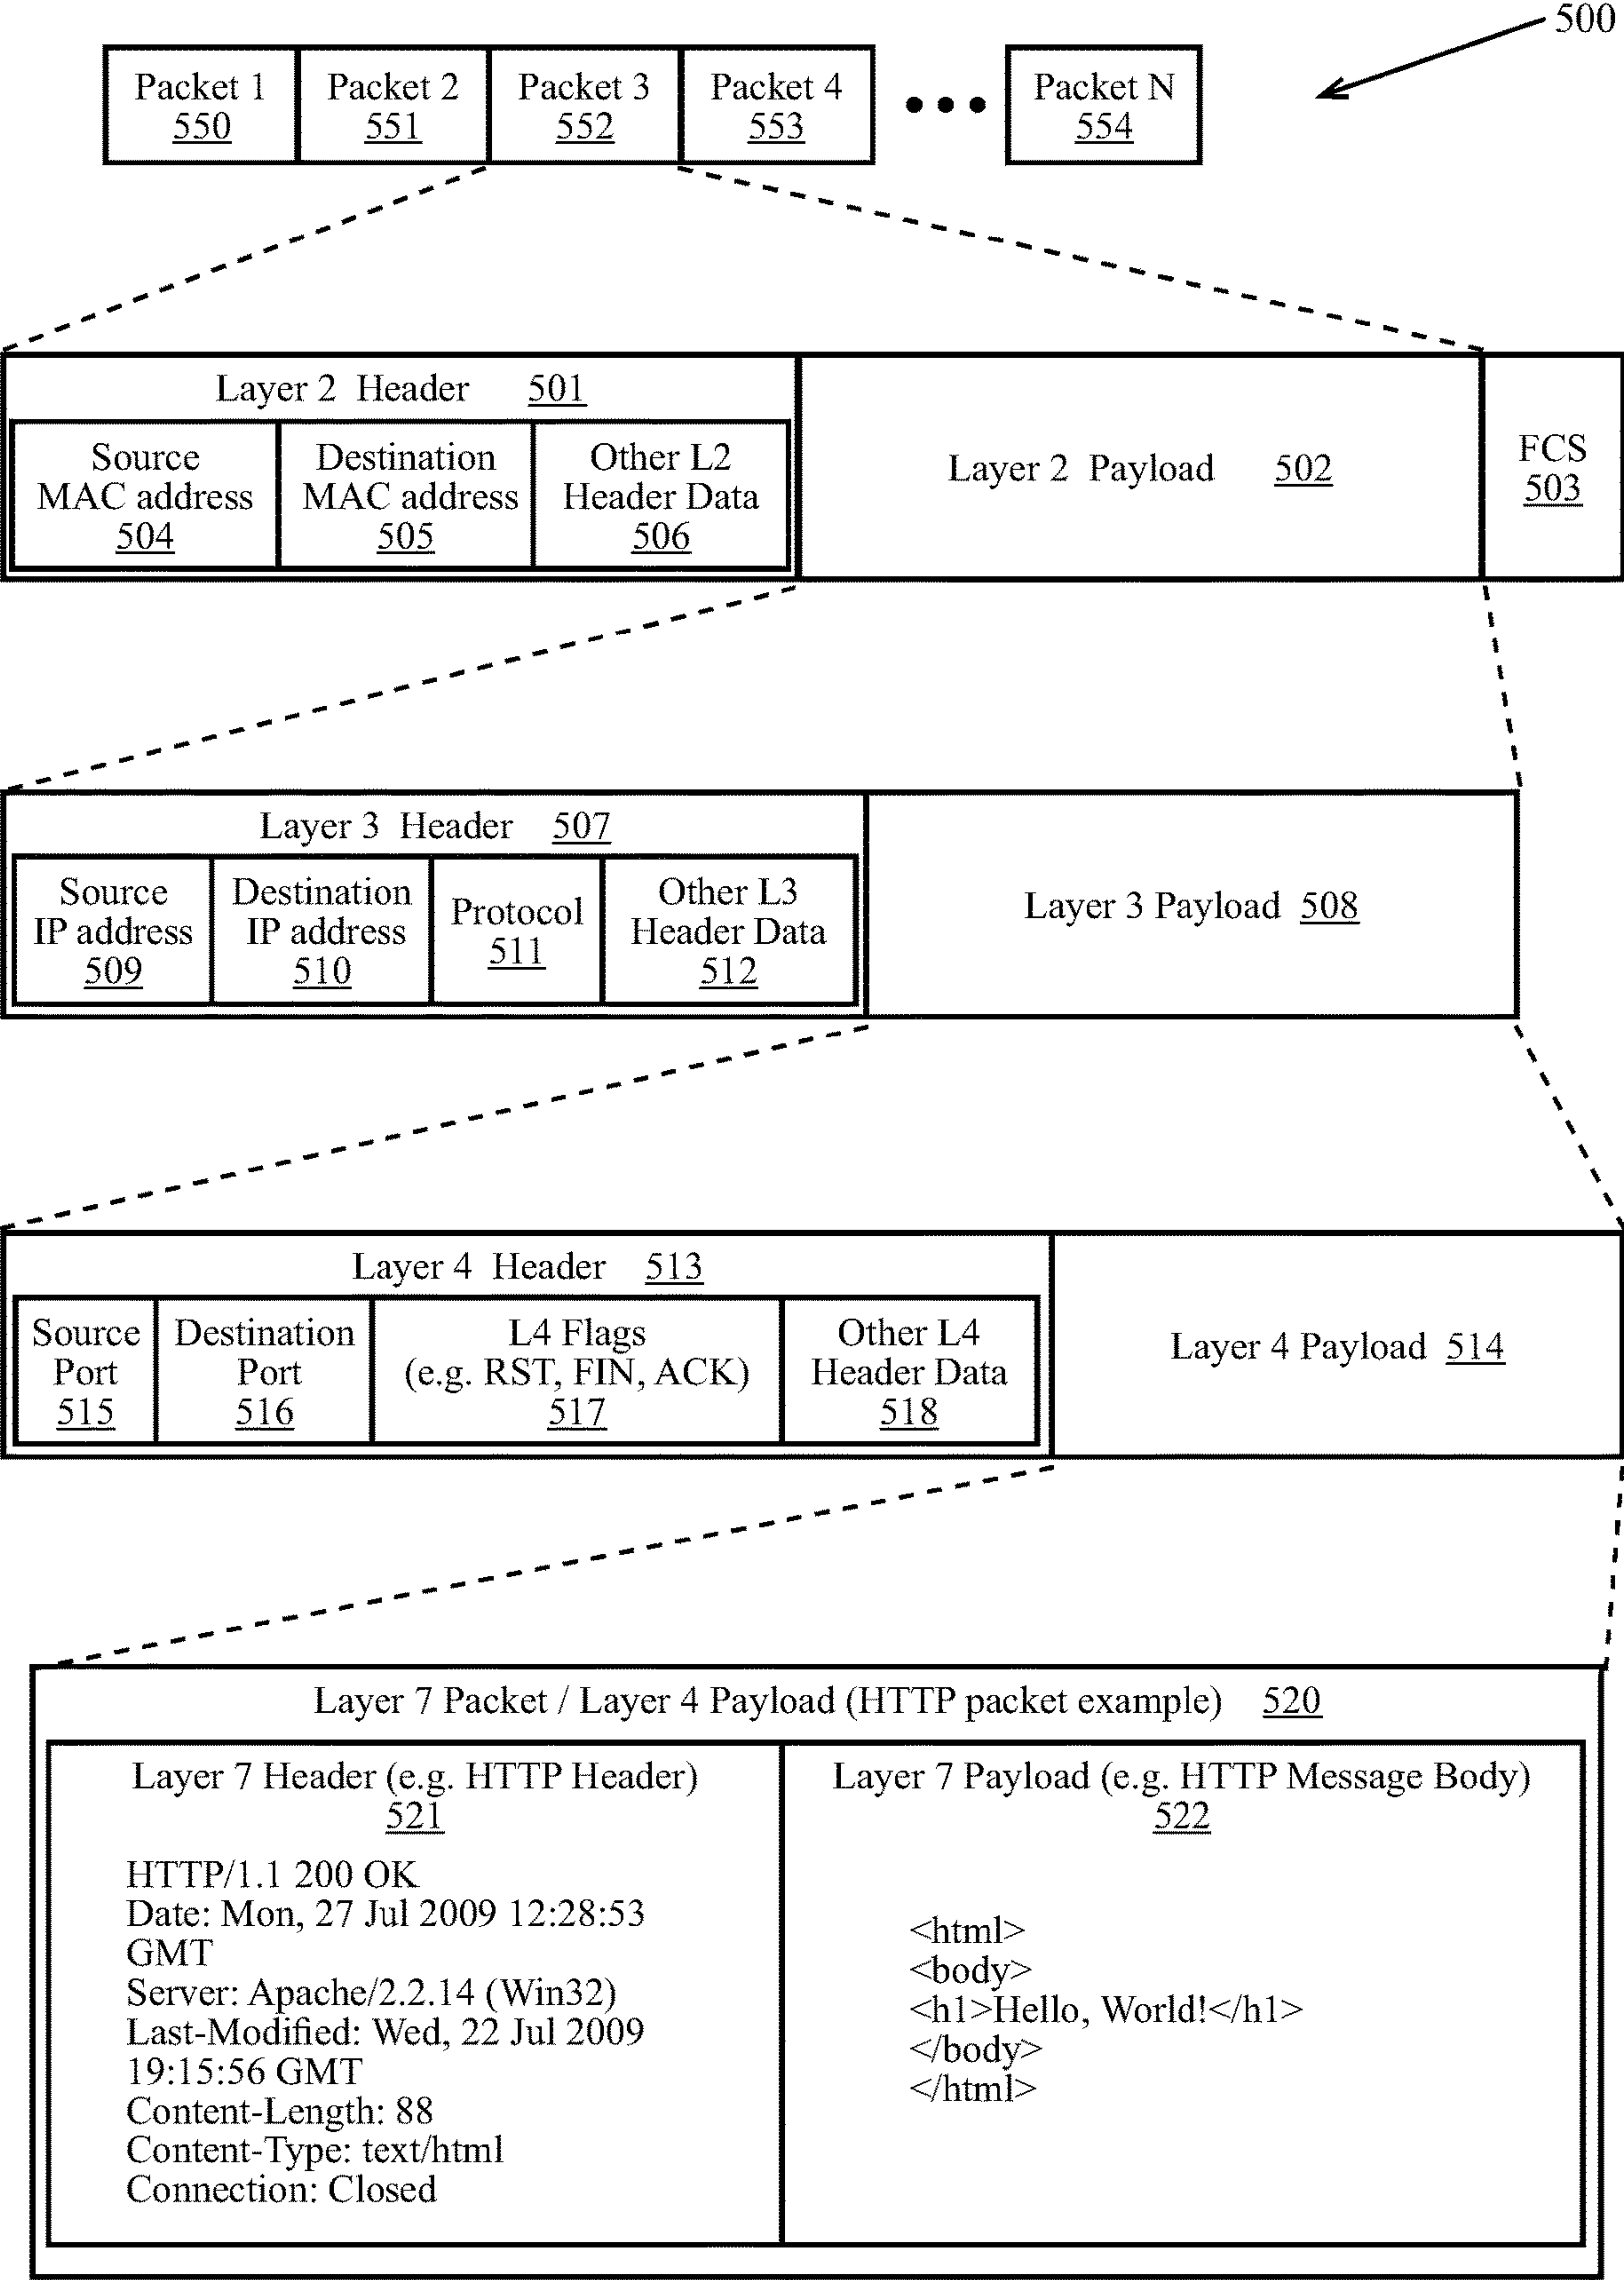 500
Packet 1
550
Packet 2
551
Packet 3
552
Packet 4
553
Packet N
554
Layer 2 Header 501
Source
MAC address
504
Destination
MAC address
505
Other L2
Header Data
506
Layer 2 Payload 502
FCS
503
Layer 3 Header 507
Source
IP address
509
Destination
IP address
510
Protocol
511
Other L3
Header Data
512
Layer 3 Payload 508
Layer 4 Header 513
Source
Port
515
Destination
Port
516
L4 Flags
(e.g. RST, FIN, ACK)
517
Other L4
Header Data
518
Layer 4 Payload 514
Layer 7 Packet / Layer 4 Payload (HTTP packet example) 520
Layer 7 Header (e.g. HTTP Header)
521
HTTP/1.1 200 OK
Date: Mon, 27 Jul 2009 12:28:53
GMT
Server: Apache/2.2.14 (Win32)
Last-Modified: Wed, 22 Jul 2009
19:15:56 GMT
Content-Length: 88
Content-Type: text/html
Connection: Closed
Layer 7 Payload (e.g. HTTP Message Body)
522
<html>
<body>
<h1>Hello, World!</h1>
</body>
</html>